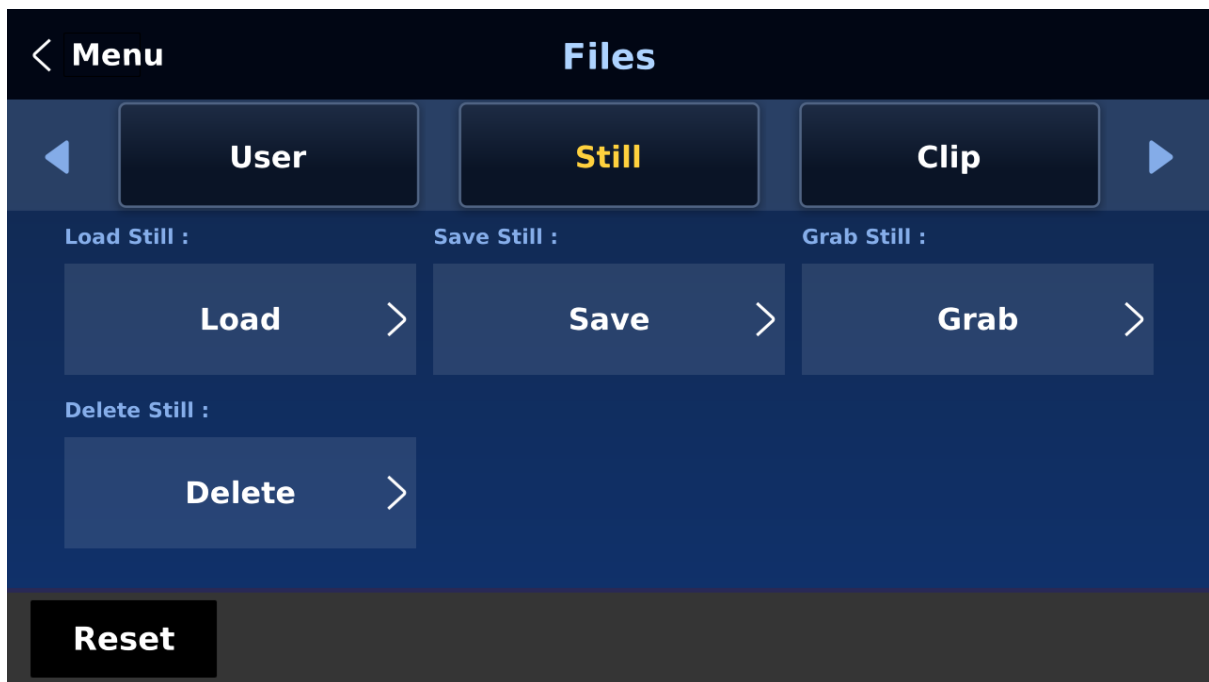 Menu
Files
User
Still
Clip
Load Still :
Save Still :
Grab Still :
Load
Save
Grab
Delete Still :
Delete
Reset